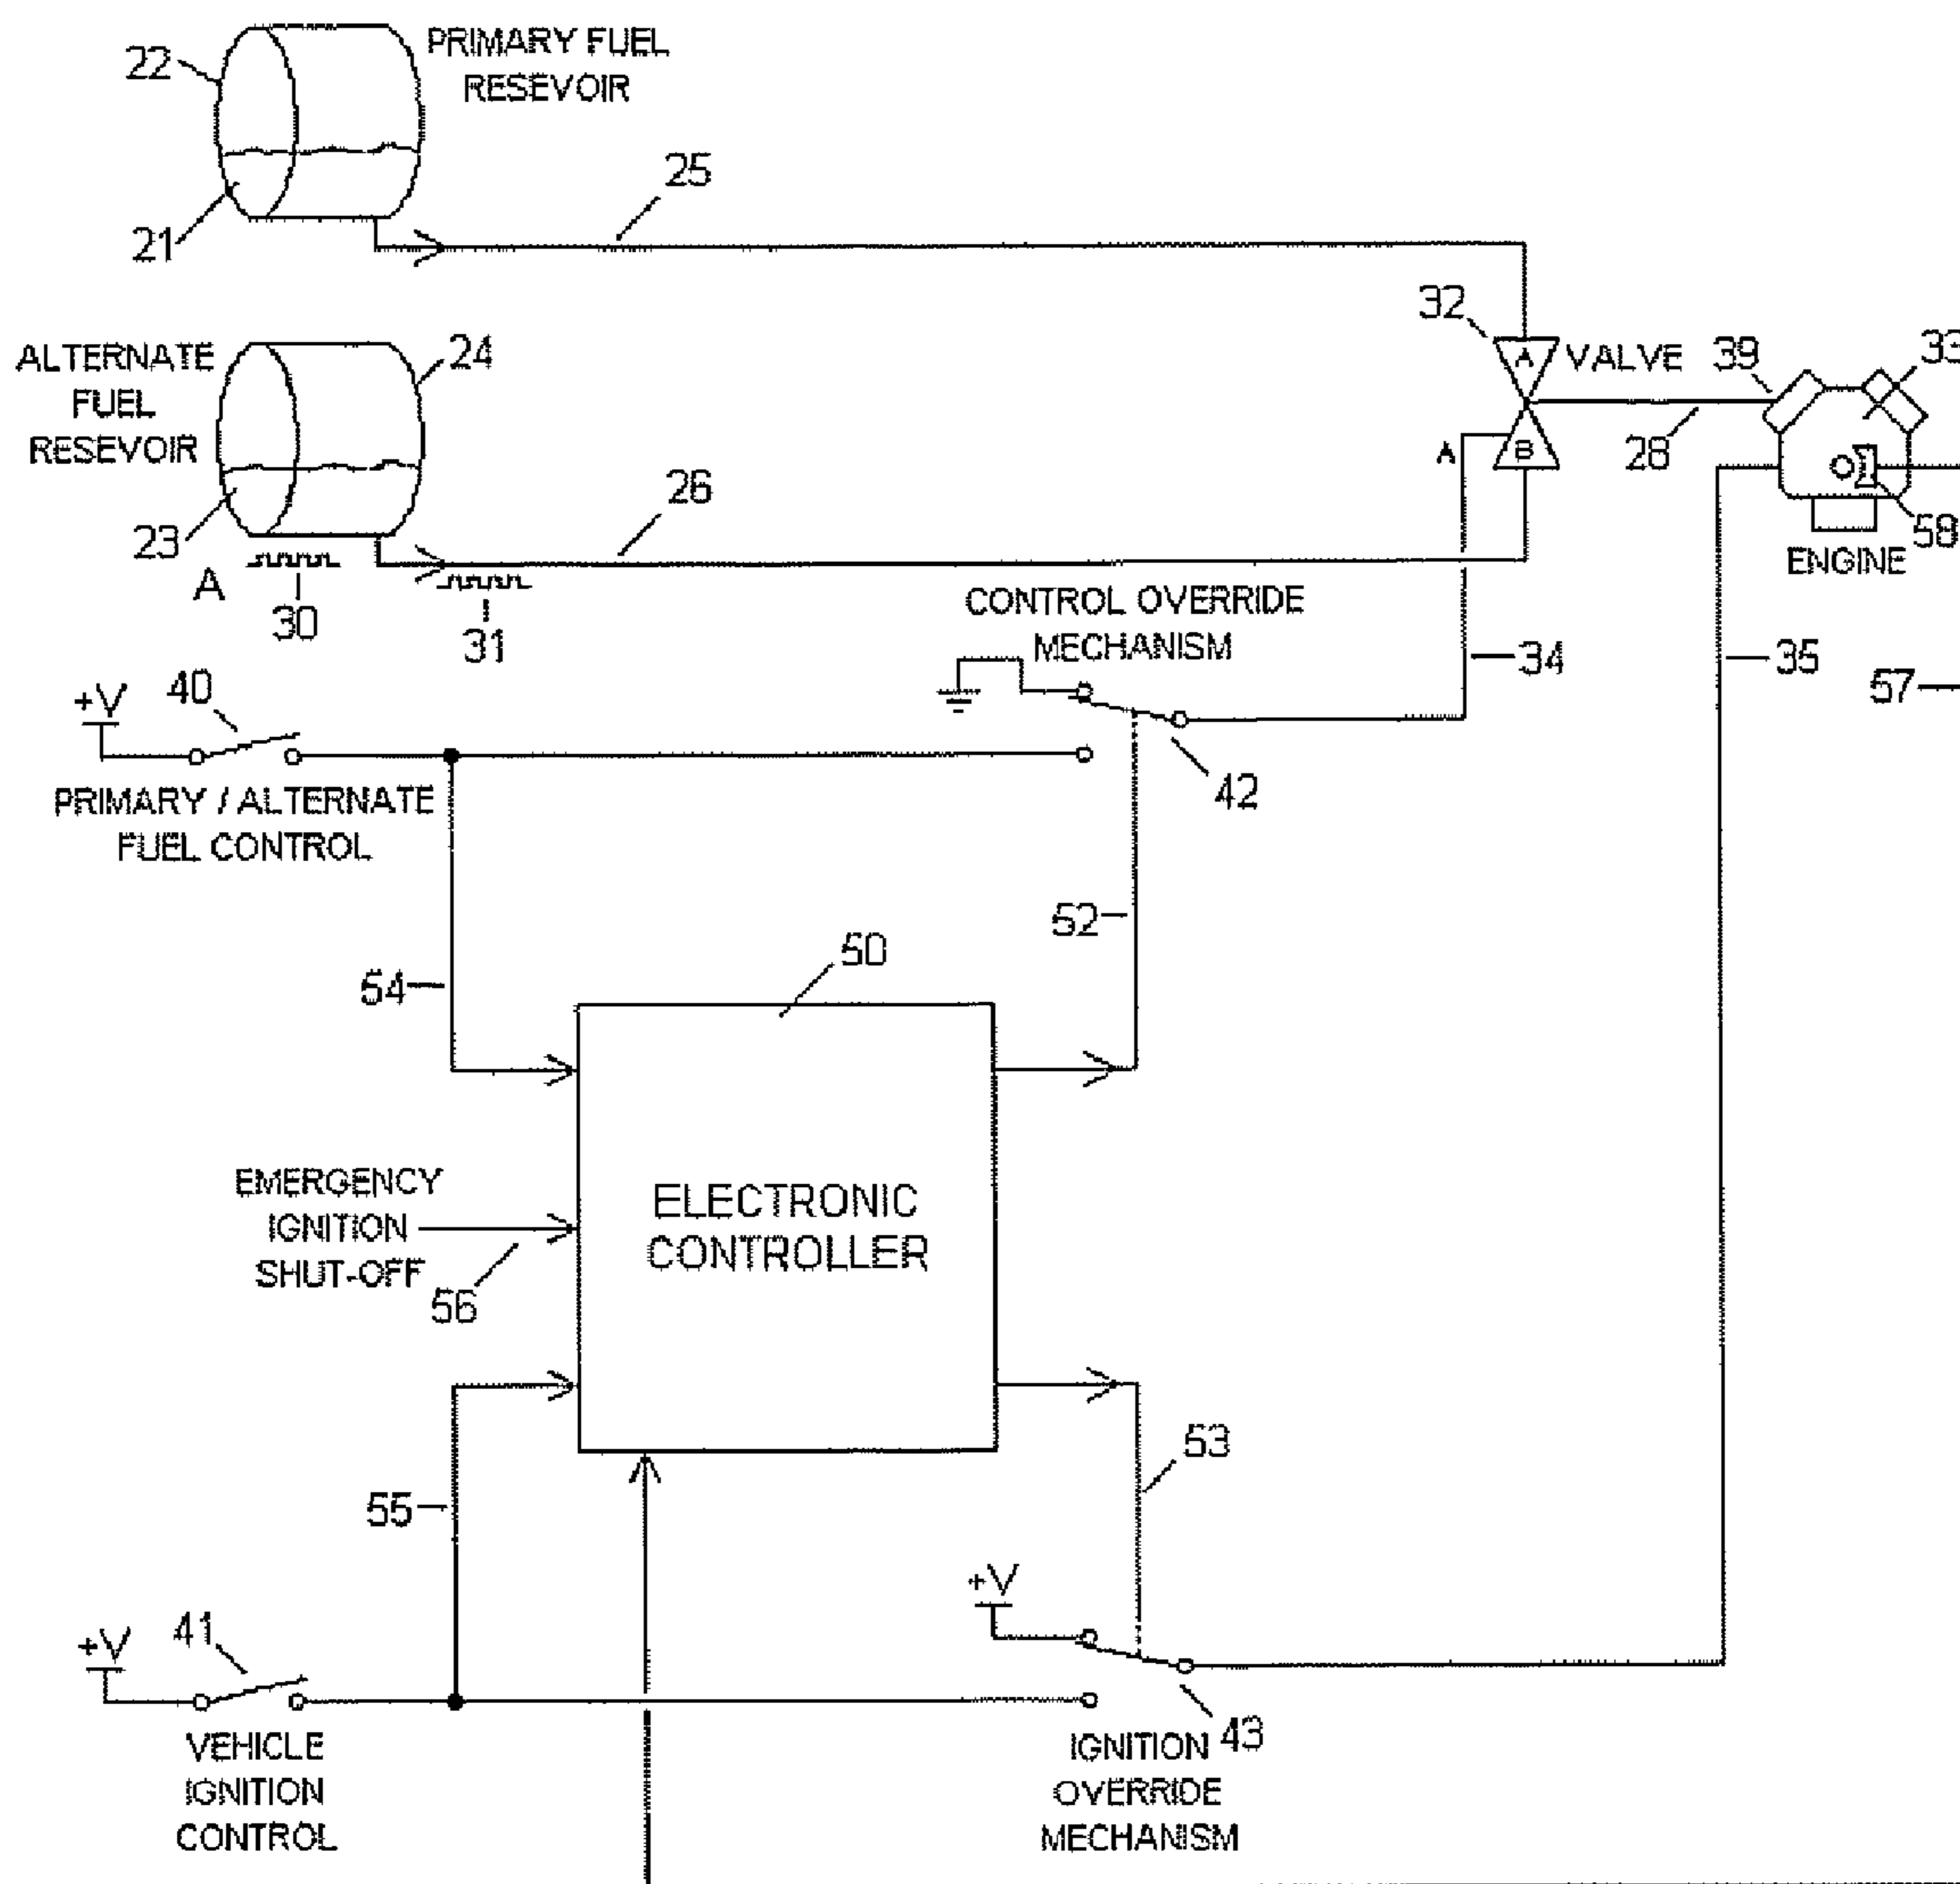 22
PRIMARY FUEL
RESEVOIR
21
25
32
A
VALVE
39
33
ALTERNATE
FUEL
RESEVOIR
24
23
A
30
26
31
A
B
28
58
ENGINE
CONTROL OVERRIDE
MECHANISM
34
35
57
+V
40
PRIMARY / ALTERNATE
FUEL CONTROL
42
52
54
50
EMERGENCY
IGNITION
SHUT-OFF
56
ELECTRONIC
CONTROLLER
55
53
+V
41
+V
VEHICLE
IGNITION
CONTROL
43
IGNITION
OVERRIDE
MECHANISM